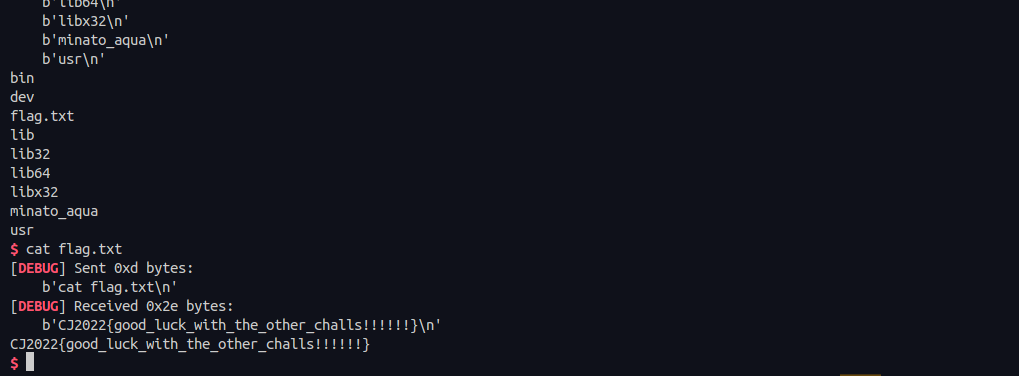 b'lib64\n'
b'libx32\n'
b'minato_aqua\n'
b'usr\n'
bin
dev
flag.txt
lib
lib32
lib64
libx32
minato_aqua
usr
$ cat flag.txt
[DEBUG] Sent 0xd bytes:
b'cat flag.txt\n'
[DEBUG] Received 0x2e bytes:
b'CJ2022{good_luck_with_the_other_challs!!!!!!}\n'
CJ2022{good_luck_with_the_other_challs!!!!!!}
$